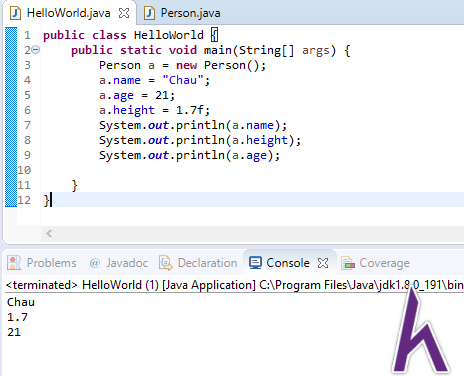 HelloWorld.java Person.java
1 public class HelloWorld {
2 public static void main(String[] args) {
3 Person a = new Person();
4 a.name = "Chau";
5 a.age = 21;
6 a.height = 1.7f;
7 System.out.println(a.name);
8 System.out.println(a.height);
9 System.out.println(a.age);
10
11 }
12 }
Problems @ Javadoc Declaration Console Coverage
<terminated> HelloWorld (1) [Java Application] C:\Program Files\Java\jdk1.8.0_191\bin
Chau
1.7
21